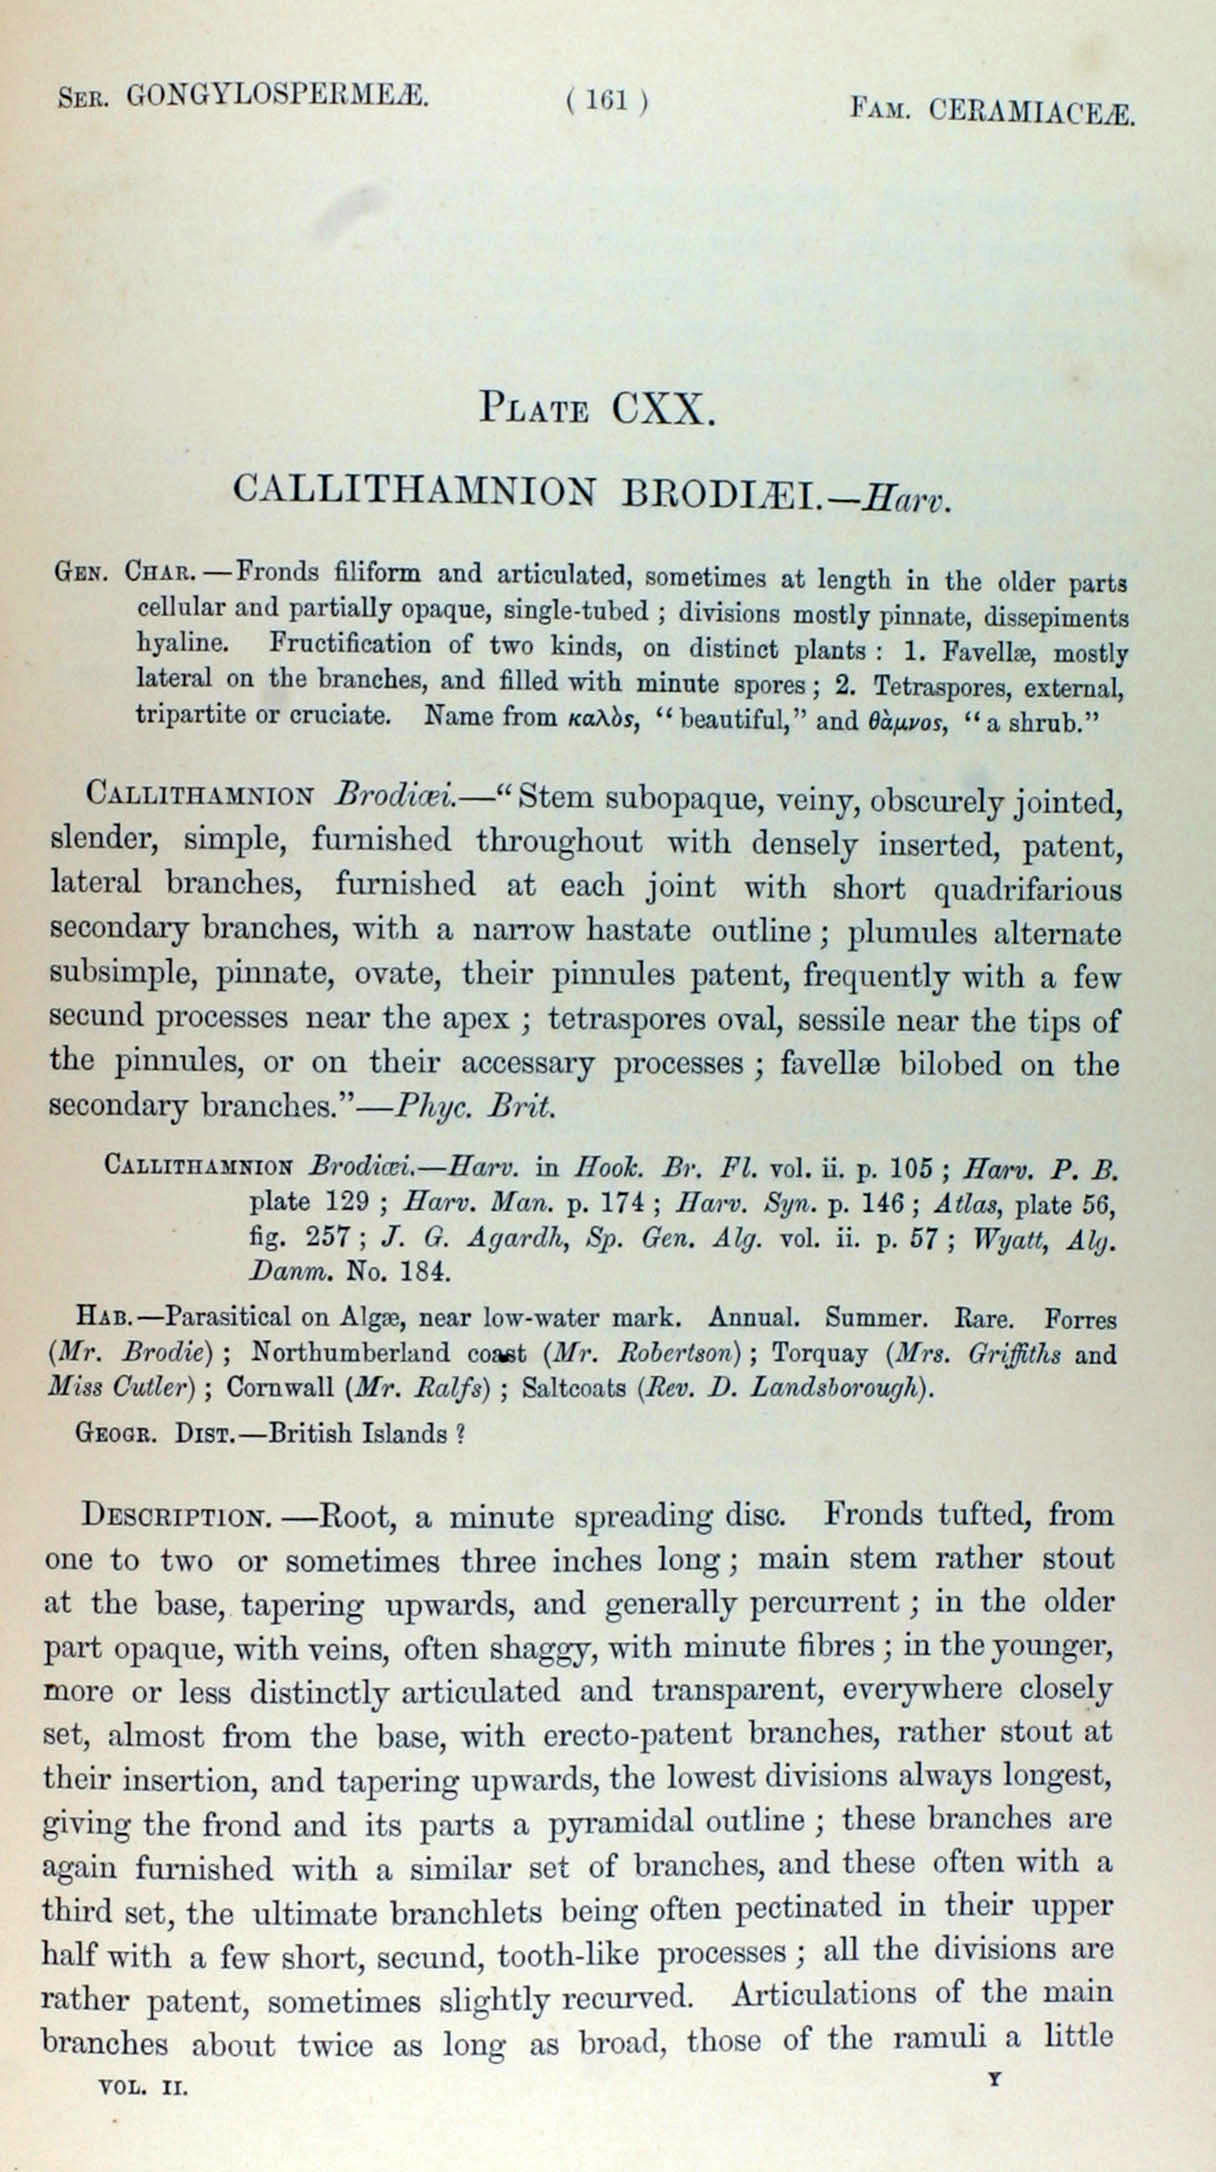 Ser. GONGYLOSPERMEÆ. ( 161 ) Fam. CERAMIACEÆ.
Plate CXX.
CALLITHAMNION BRODIÆI.—Harv.
Gen. Char.—Fronds filiform and articulated, sometimes at length in the older parts
cellular and partially opaque, single-tubed ; divisions mostly pinnate, dissepiments
hyaline. Fructification of two kinds, on distinct plants : 1. Favellæ, mostly
lateral on the branches, and filled with minute spores ; 2. Tetraspores, external,
tripartite or cruciate. Name from καλὸs, “ beautiful,” and θὰμνοs, “ a shrub.”
Callithamnion Brodiæi.—“ Stem subopaque, veiny, obscurely jointed,
slender, simple, furnished throughout with densely inserted, patent,
lateral branches, furnished at each joint with short quadrifarious
secondary branches, with a narrow hastate outline ; plumules alternate
subsimple, pinnate, ovate, their pinnules patent, frequently with a few
secund processes near the apex ; tetraspores oval, sessile near the tips of
the pinnules, or on their accessary processes ; favellæ bilobed on the
secondary branches.”—Phyc. Brit.
Callithamnion Brodiæi.—Harv. in Hook. Br. Fl. vol. ii. p. 105 ; Harv. P. B.
plate 129 ; Harv. Man. p. 174 ; Harv. Syn. p. 146 ; Atlas, plate 56,
fig. 257 ; J. G. Agardh, Sp. Gen. Alg. vol. ii. p. 57 ; Wyatt, Alg.
Danm. No. 184.
Hab.—Parasitical on Algæ, near low-water mark. Annual. Summer. Rare. Forres
(Mr. Brodie) ; Northumberland coast (Mr. Robertson) ; Torquay (Mrs. Griffiths and
Miss Cutler) ; Cornwall (Mr. Ralfs) ; Saltcoats (Rev. D. Landsborough).
Geogr. Dist.—British Islands ?
Description.—Root, a minute spreading disc. Fronds tufted, from
one to two or sometimes three inches long ; main stem rather stout
at the base, tapering upwards, and generally percurrent ; in the older
part opaque, with veins, often shaggy, with minute fibres ; in the younger,
more or less distinctly articulated and transparent, everywhere closely
set, almost from the base, with erecto-patent branches, rather stout at
their insertion, and tapering upwards, the lowest divisions always longest,
giving the frond and its parts a pyramidal outline ; these branches are
again furnished with a similar set of branches, and these often with a
third set, the ultimate branchlets being often pectinated in their upper
half with a few short, secund, tooth-like processes ; all the divisions are
rather patent, sometimes slightly recurved. Articulations of the main
branches about twice as long as broad, those of the ramuli a little
VOL. II. Y